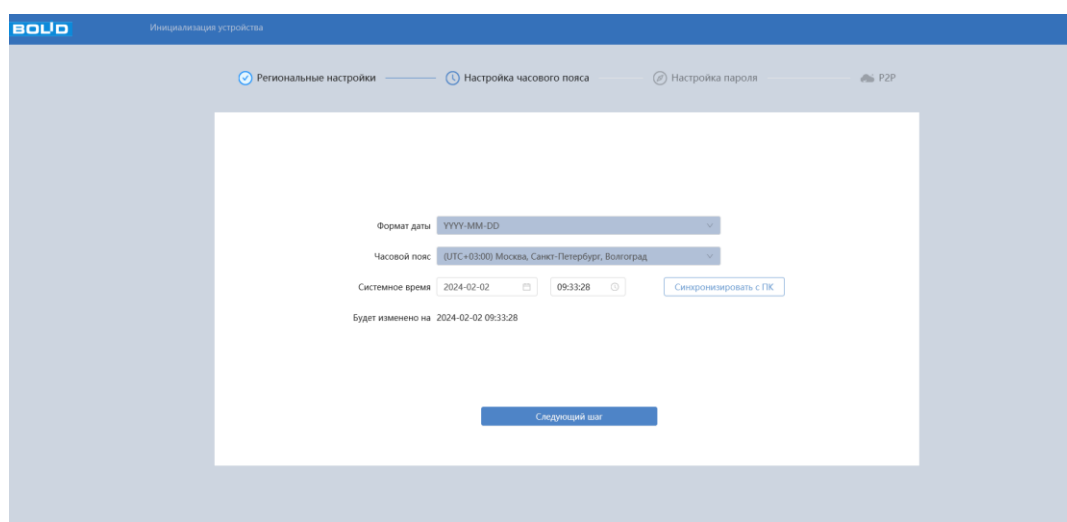 BOLID Инициализация устройства
Региональные настройки Настройка часового пояса Настройка пароля P2P
Формат даты YYYY-MM-DD
Часовой пояс (UTC+03:00) Москва, Санкт-Петербург, Волгоград
Системное время 2024-02-02 09:33:28 Синхронизировать с ПК
Будет изменено на 2024-02-02 09:33:28
Следующий шаг